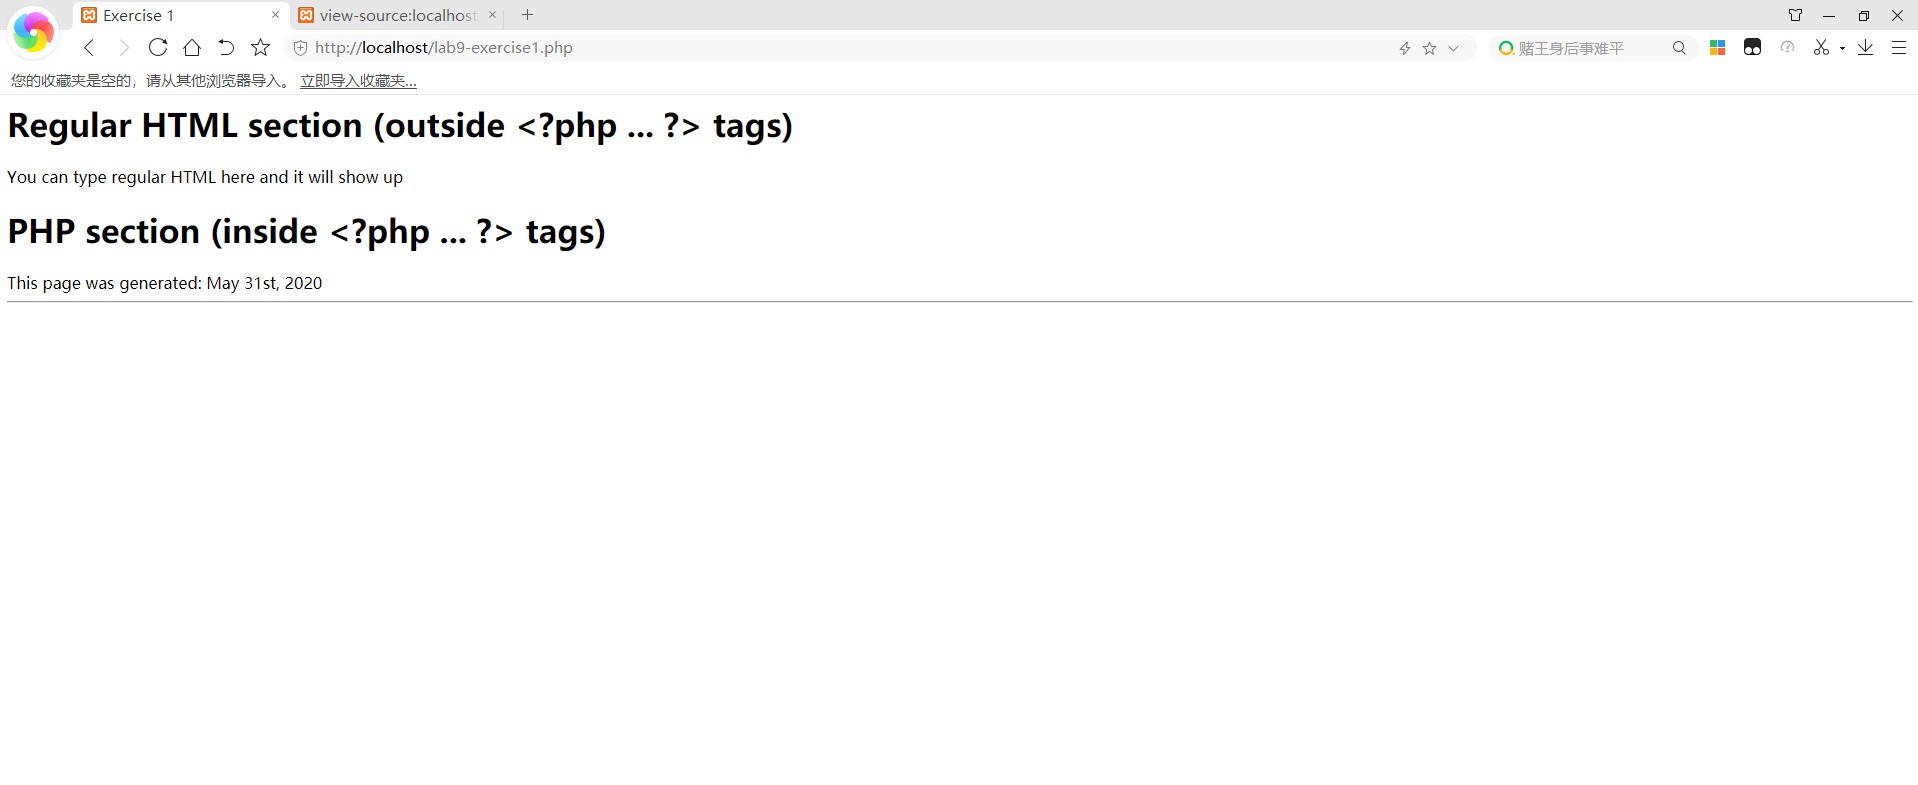 Exercise 1
view-source:localhost
http://localhost/lab9-exercise1.php
赌王身后事难平
您的收藏夹是空的，请从其他浏览器导入。 立即导入收藏夹...
Regular HTML section (outside <?php ... ?> tags)
You can type regular HTML here and it will show up
PHP section (inside <?php ... ?> tags)
This page was generated: May 31st, 2020